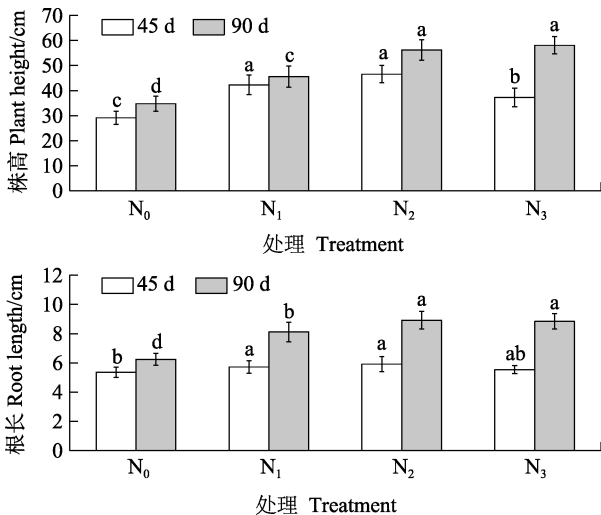 70
60
50
40
30
20
10
0
株高 Plant height/cm
45 d 90 d
c d a c a a b a
N₀ N₁ N₂ N₃
处理 Treatment
12
10
8
6
4
2
0
根长 Root length/cm
45 d 90 d
b d a b a a ab a
N₀ N₁ N₂ N₃
处理 Treatment